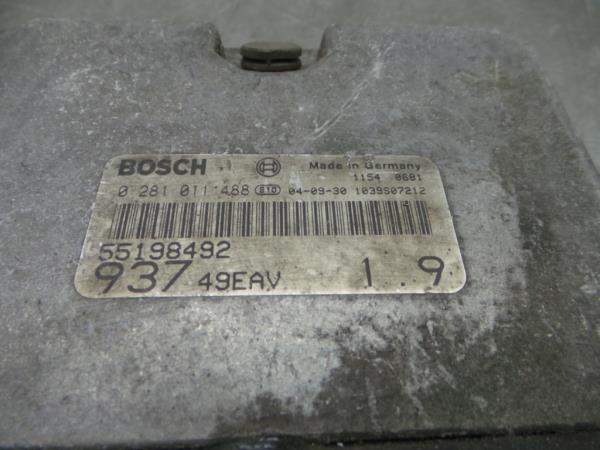 BOSCH Made in Germany
1154 0681
0 281 011 488 BTO 04-09-30 1039S07212
55198492
937 49EAV 1.9